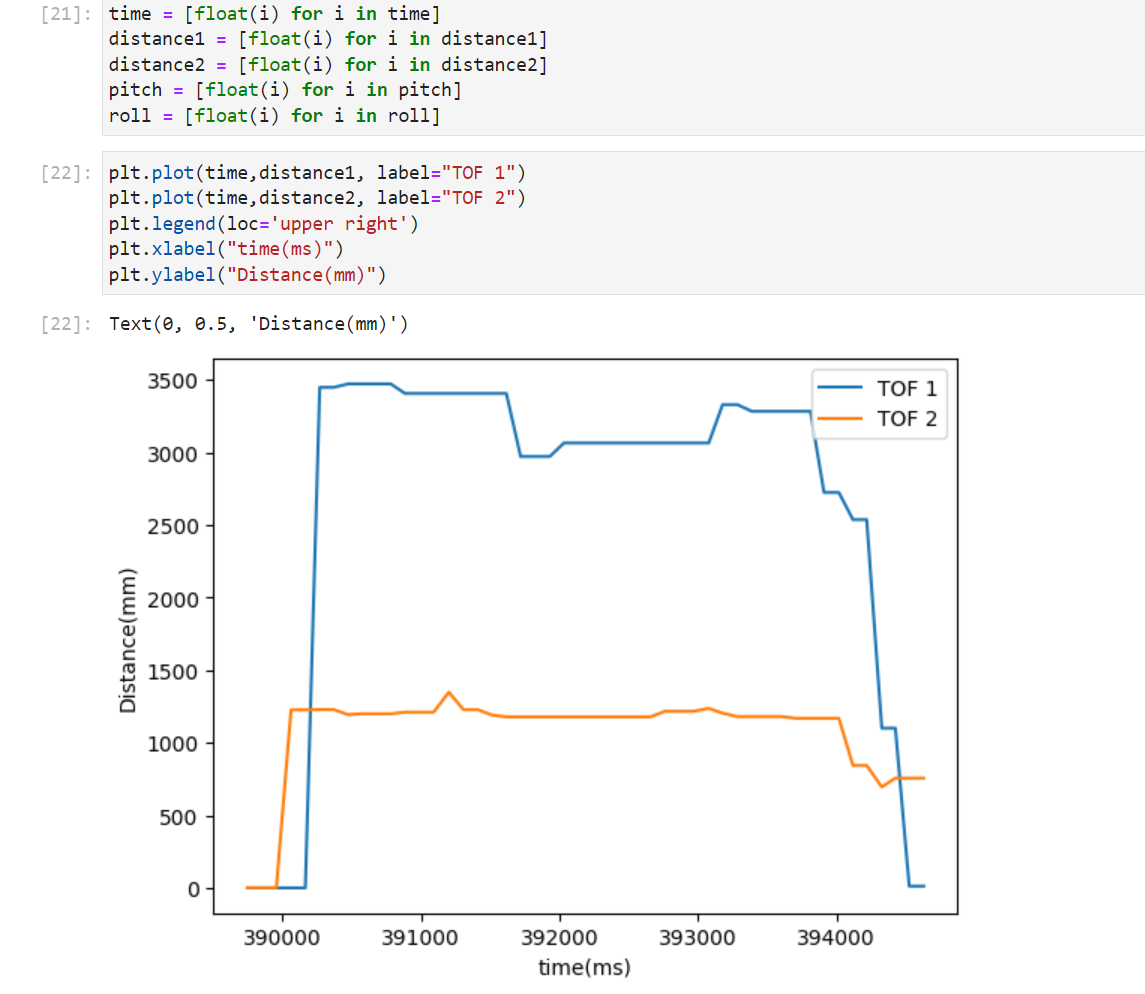 [21]: time = [float(i) for i in time]
distance1 = [float(i) for i in distance1]
distance2 = [float(i) for i in distance2]
pitch = [float(i) for i in pitch]
roll = [float(i) for i in roll]
[22]: plt.plot(time,distance1, label="TOF 1")
plt.plot(time,distance2, label="TOF 2")
plt.legend(loc='upper right')
plt.xlabel("time(ms)")
plt.ylabel("Distance(mm)")
[22]: Text(0, 0.5, 'Distance(mm)')
TOF 1
TOF 2
Distance(mm)
3500
3000
2500
2000
1500
1000
500
0
390000 391000 392000 393000 394000
time(ms)